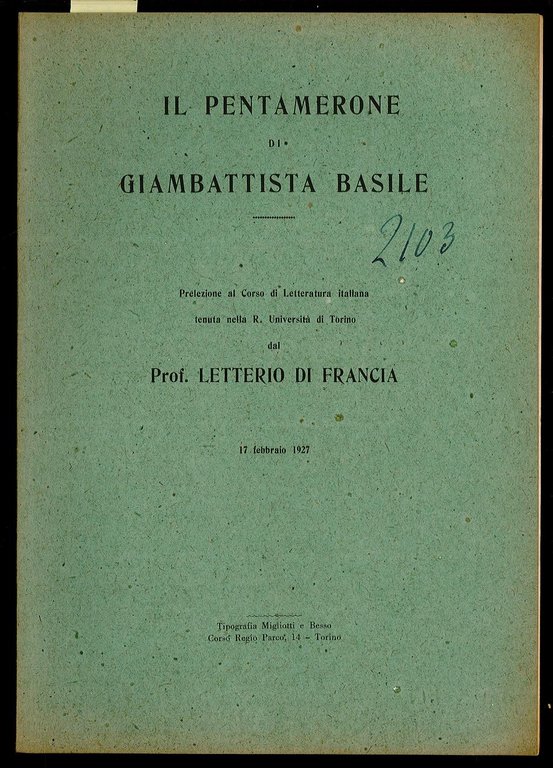 IL PENTAMERONE
DI
GIAMBATTISTA BASILE
2103
Prelezione al Corso di Letteratura italiana
tenuta nella R. Università di Torino
dal
Prof. LETTERIO DI FRANCIA
17 febbraio 1927
Tipografia Migliotti e Besso
Corso Regio Parco, 14 - Torino